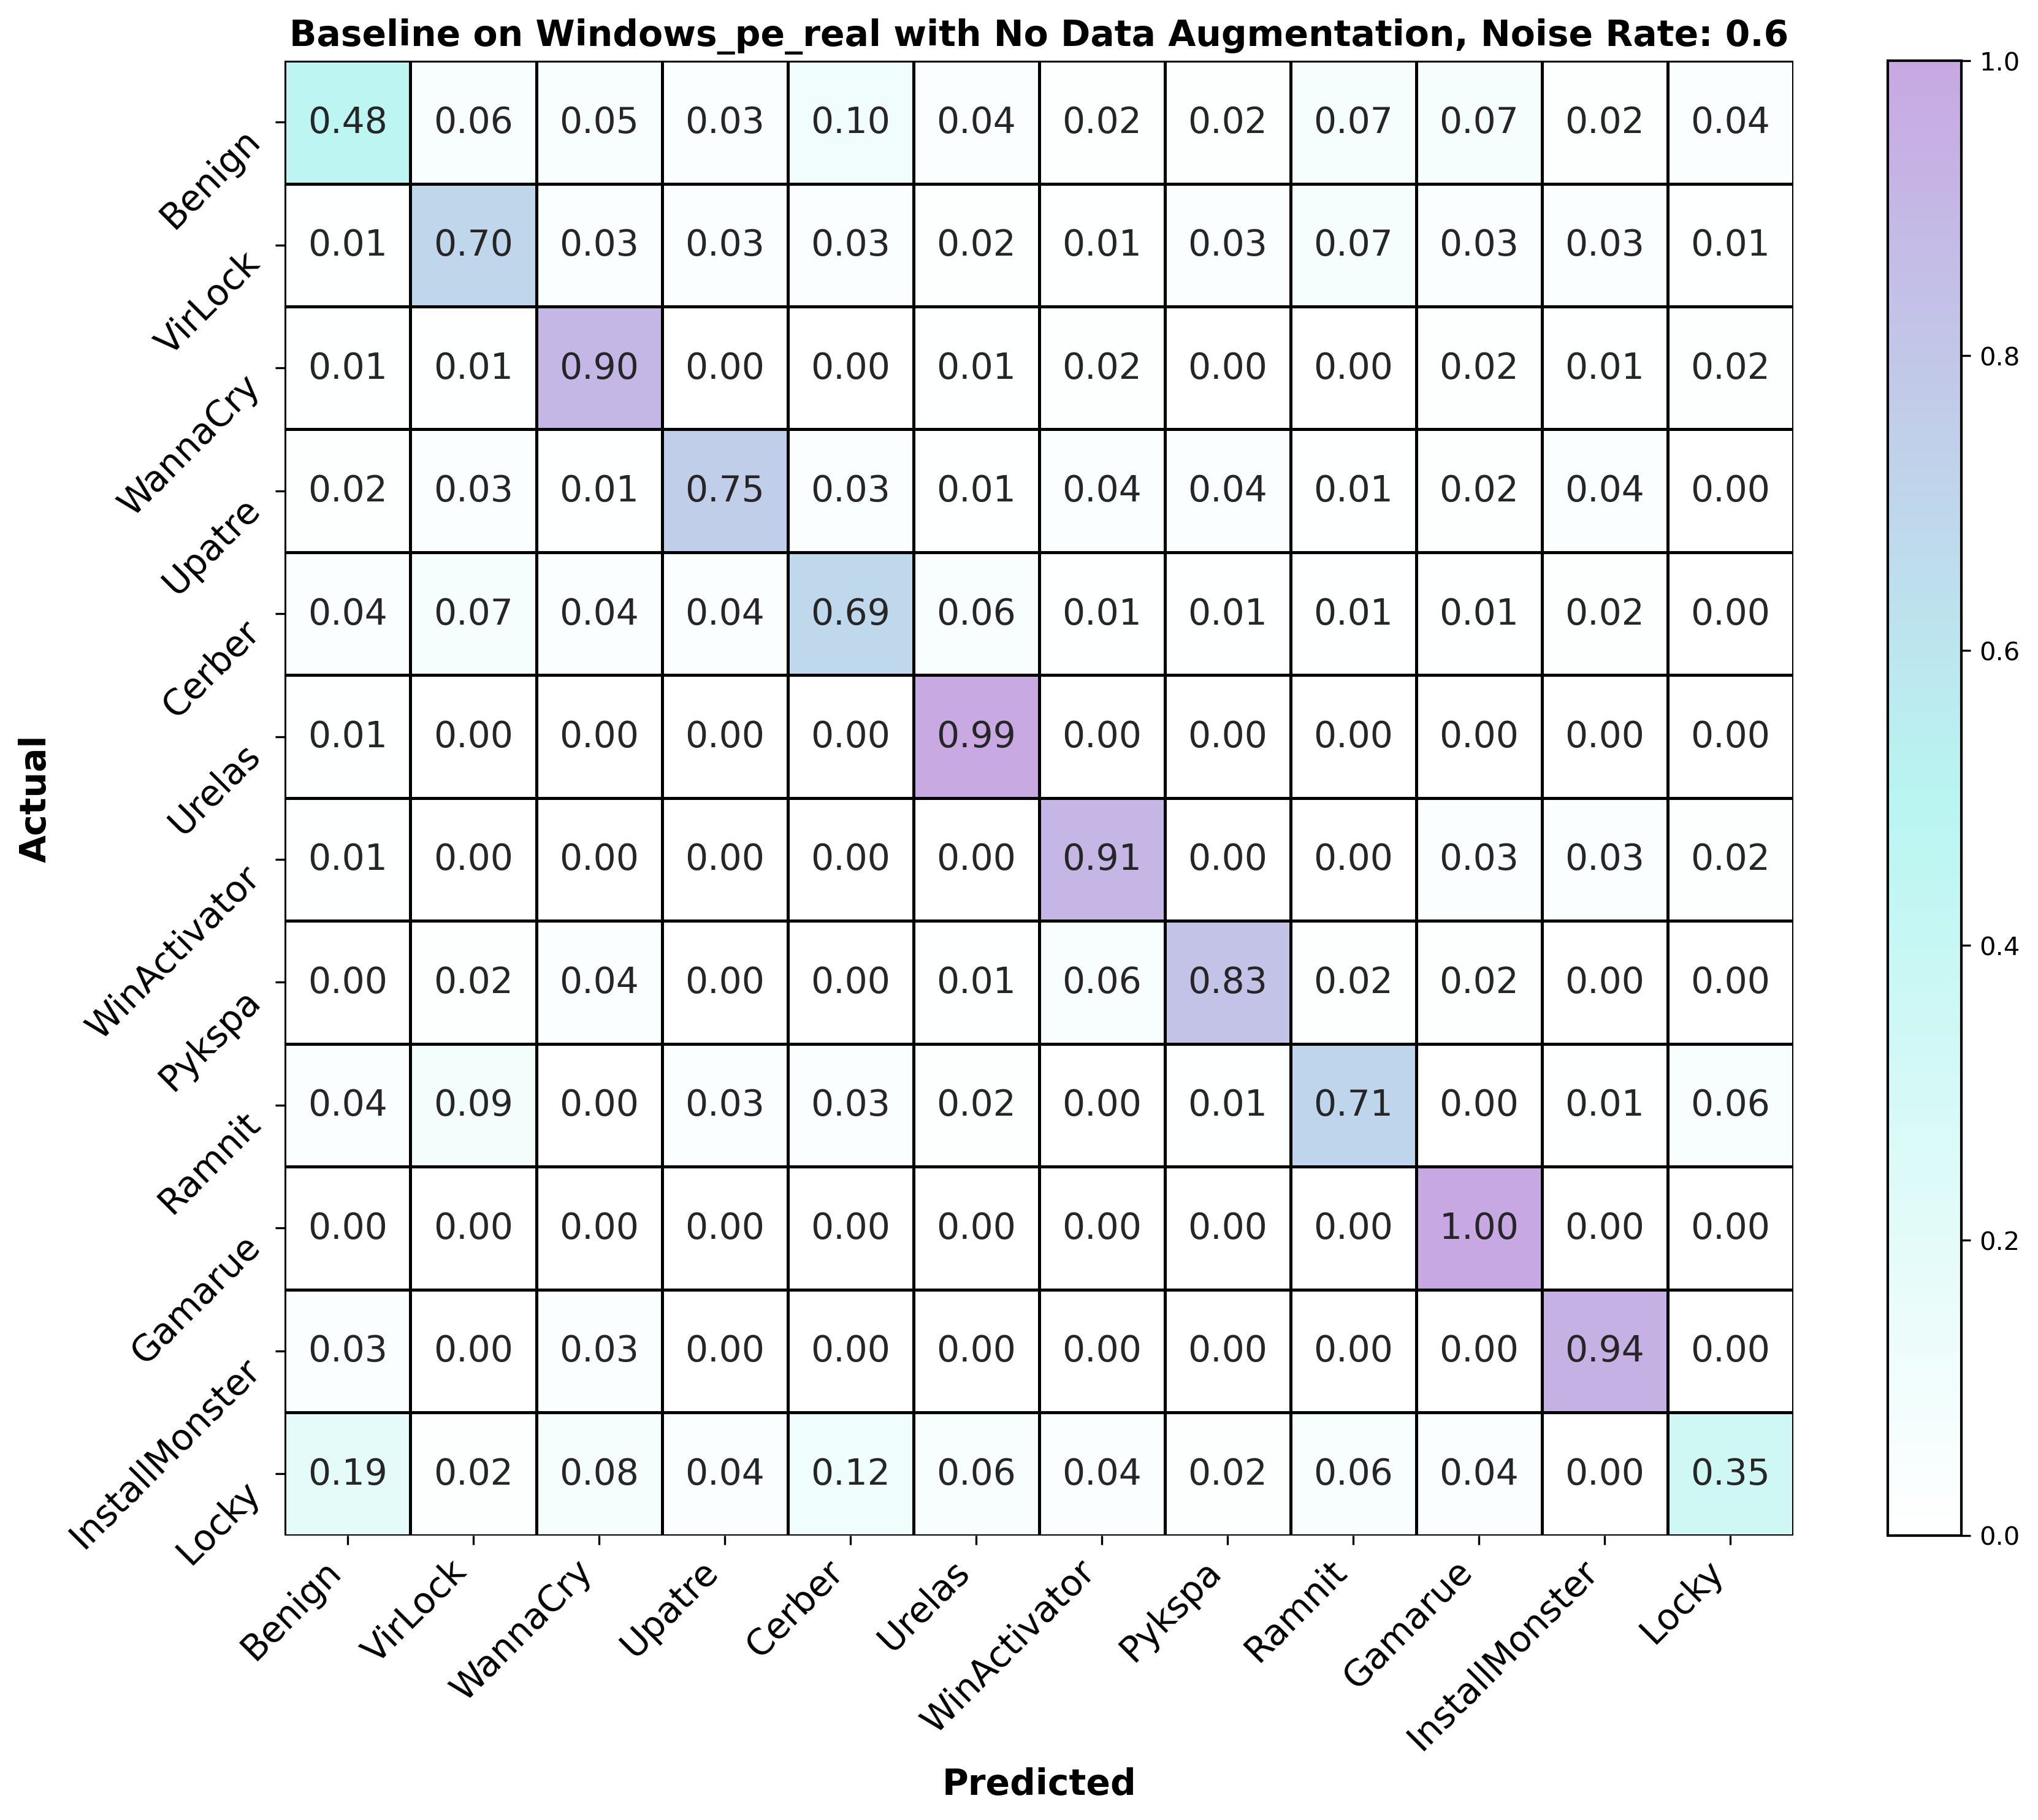 Baseline on Windows_pe_real with No Data Augmentation, Noise Rate: 0.6
Actual
Benign 0.48 0.06 0.05 0.03 0.10 0.04 0.02 0.02 0.07 0.07 0.02 0.04
VirLock 0.01 0.70 0.03 0.03 0.03 0.02 0.01 0.03 0.07 0.03 0.03 0.01
WannaCry 0.01 0.01 0.90 0.00 0.00 0.01 0.02 0.00 0.00 0.02 0.01 0.02
Upatre 0.02 0.03 0.01 0.75 0.03 0.01 0.04 0.04 0.01 0.02 0.04 0.00
Cerber 0.04 0.07 0.04 0.04 0.69 0.06 0.01 0.01 0.01 0.01 0.02 0.00
Urelas 0.01 0.00 0.00 0.00 0.00 0.99 0.00 0.00 0.00 0.00 0.00 0.00
WinActivator 0.01 0.00 0.00 0.00 0.00 0.00 0.91 0.00 0.00 0.03 0.03 0.02
Pykspa 0.00 0.02 0.04 0.00 0.00 0.01 0.06 0.83 0.02 0.02 0.00 0.00
Ramnit 0.04 0.09 0.00 0.03 0.03 0.02 0.00 0.01 0.71 0.00 0.01 0.06
Gamarue 0.00 0.00 0.00 0.00 0.00 0.00 0.00 0.00 0.00 1.00 0.00 0.00
InstallMonster 0.03 0.00 0.03 0.00 0.00 0.00 0.00 0.00 0.00 0.00 0.94 0.00
Locky 0.19 0.02 0.08 0.04 0.12 0.06 0.04 0.02 0.06 0.04 0.00 0.35
Benign VirLock WannaCry Upatre Cerber Urelas WinActivator Pykspa Ramnit Gamarue InstallMonster Locky
Predicted
1.0
0.8
0.6
0.4
0.2
0.0